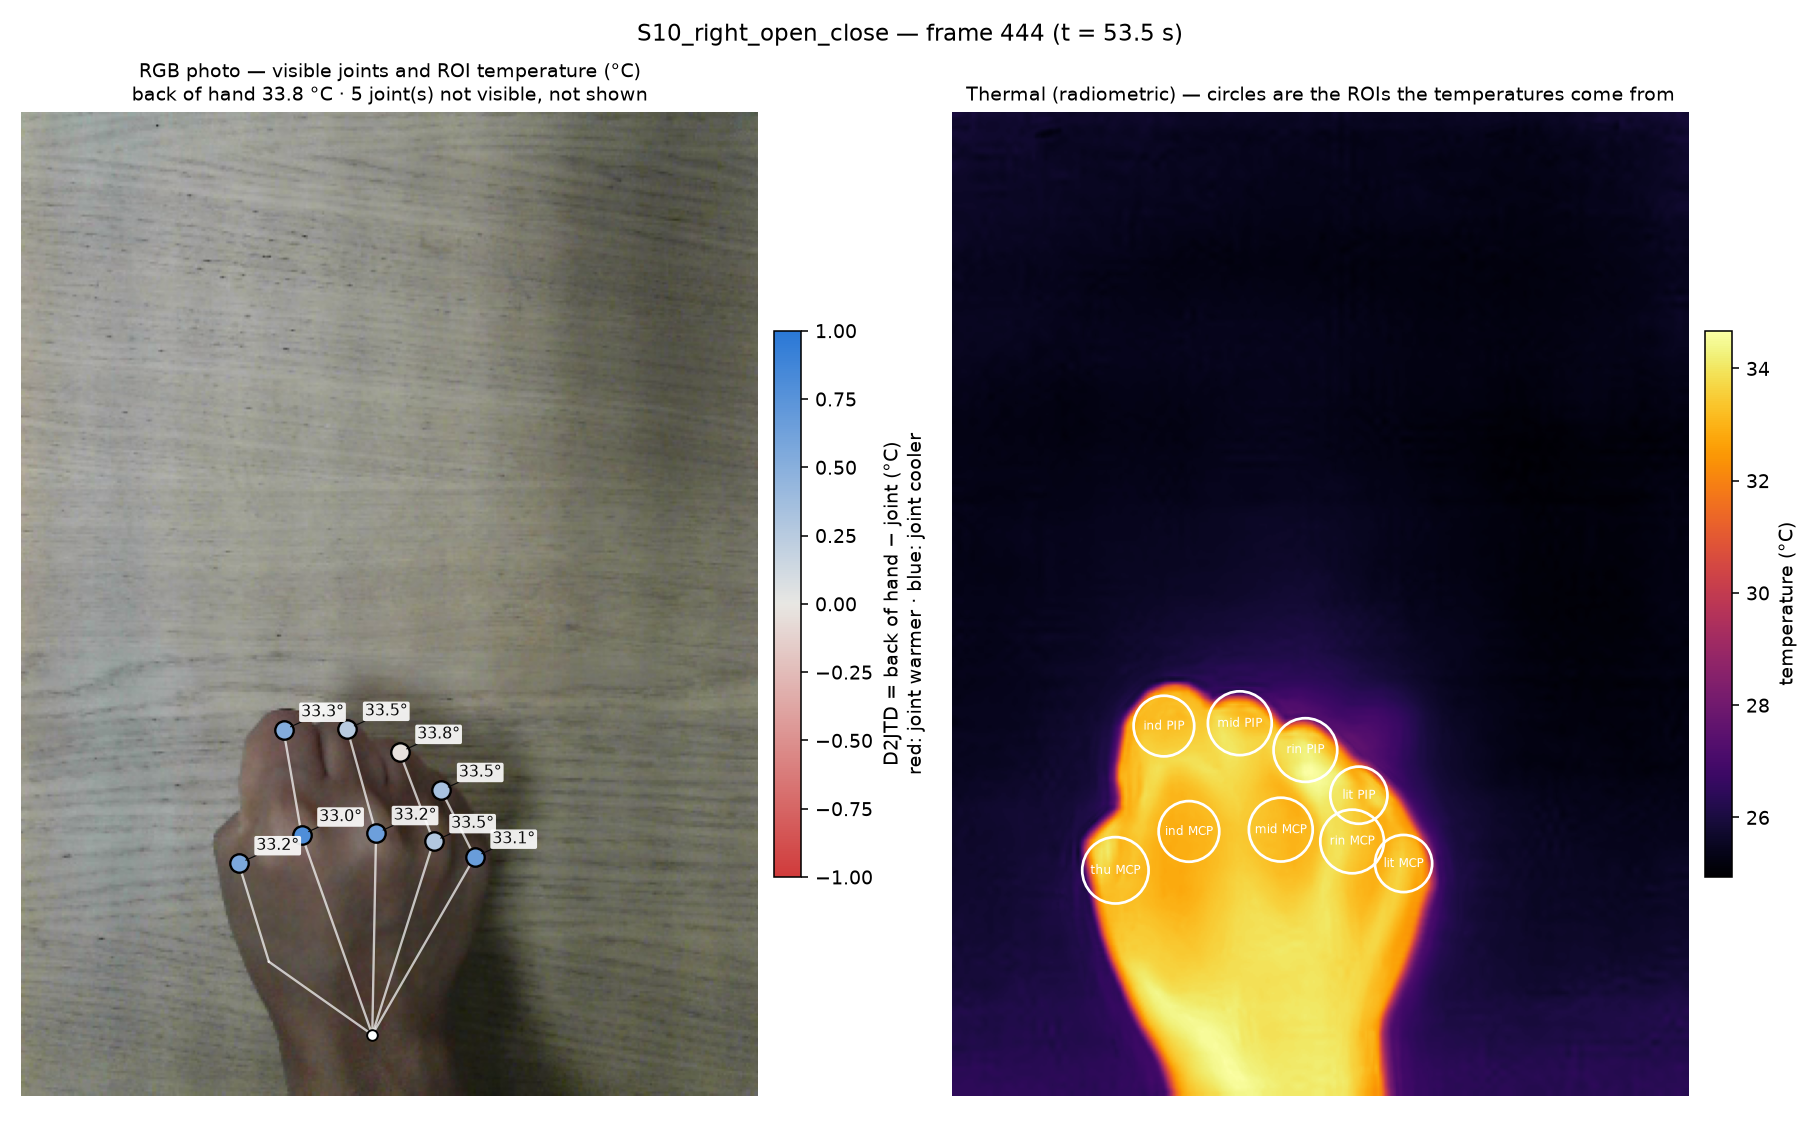 S10_right_open_close — frame 444 (t = 53.5 s)
RGB photo — visible joints and ROI temperature (°C)
back of hand 33.8 °C · 5 joint(s) not visible, not shown
33.3°
33.5°
33.8°
33.5°
33.0°
33.2°
33.5°
33.1°
33.2°
1.00
0.75
0.50
0.25
0.00
−0.25
−0.50
−0.75
−1.00
D2JTD = back of hand − joint (°C)
red: joint warmer · blue: joint cooler
Thermal (radiometric) — circles are the ROIs the temperatures come from
ind PIP
mid PIP
rin PIP
lit PIP
ind MCP
mid MCP
rin MCP
lit MCP
thu MCP
34
32
30
28
26
temperature (°C)